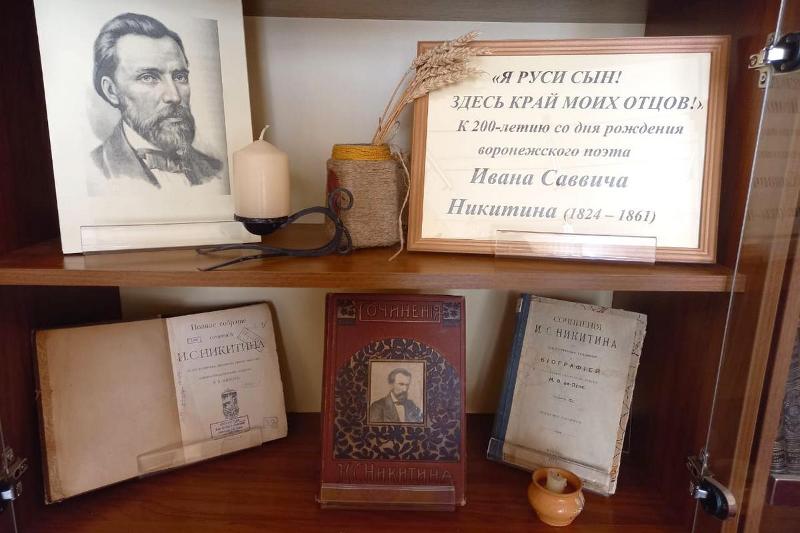 «Я РУСИ СЫН!
ЗДЕСЬ КРАЙ МОИХ ОТЦОВ!»
К 200-летию со дня рождения
воронежского поэта
Ивана Саввича
Никитина (1824 – 1861)
Полное собрание
сочинений
И.С.НИКИТИНА
СОЧИНЕНІЯ
И.С.НИКИТИНА
СОЧИНЕНІЯ
И. С. НИКИТИНА
БІОГРАФІЕЙ